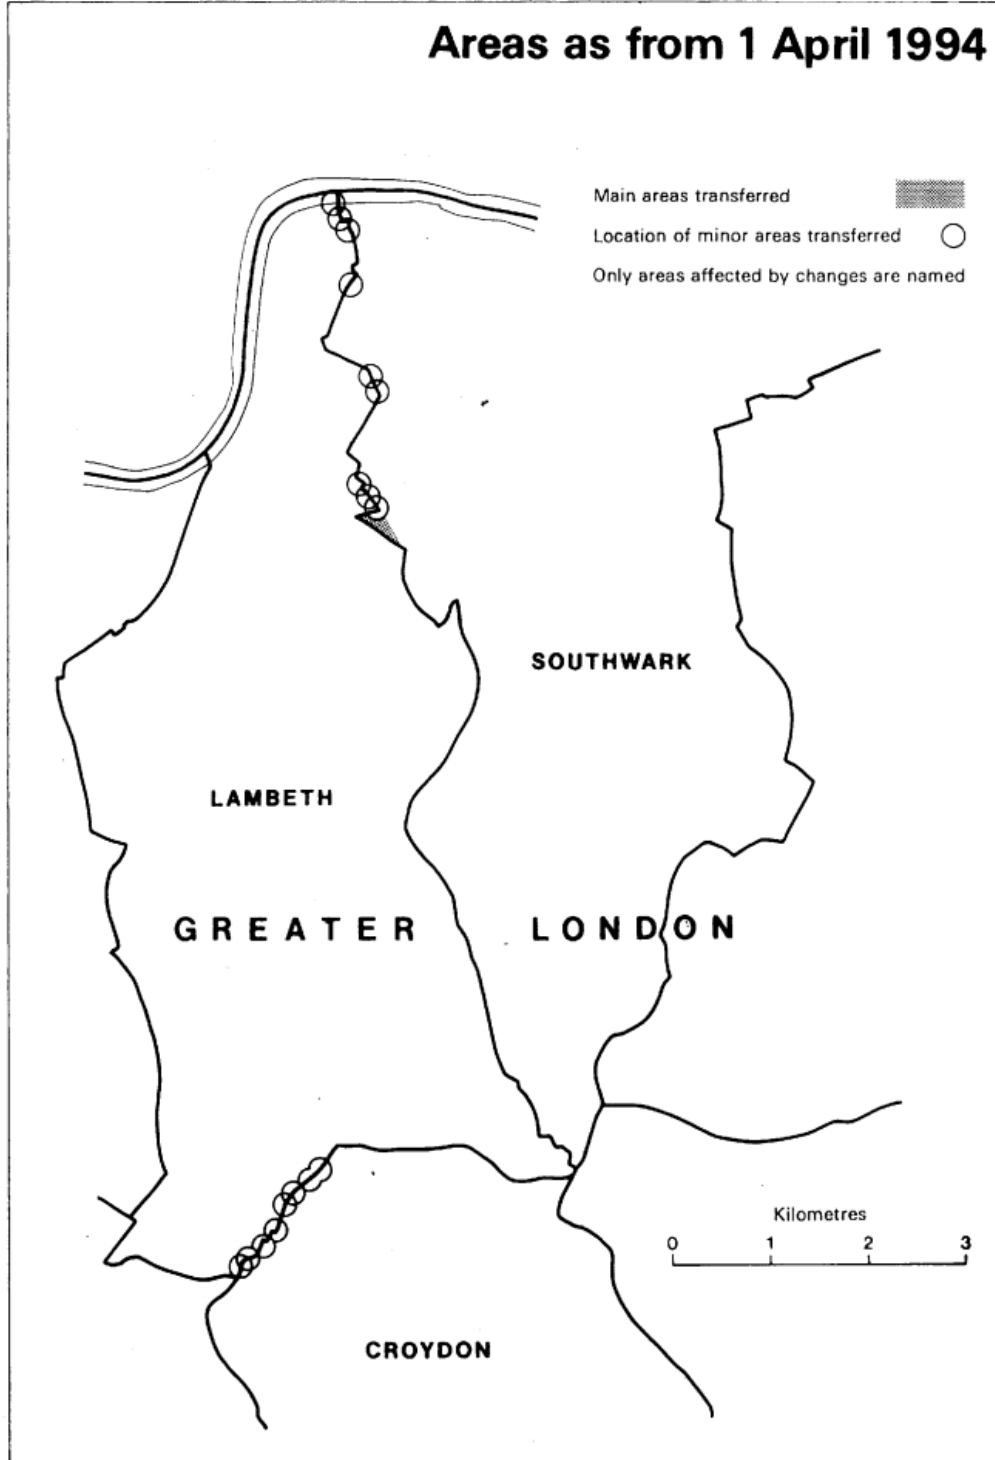 Areas as from 1 April 1994
Main areas transferred
Location of minor areas transferred
Only areas affected by changes are named
SOUTHWARK
LAMBETH
GREATER LONDON
Kilometres
0 1 2 3
CROYDON